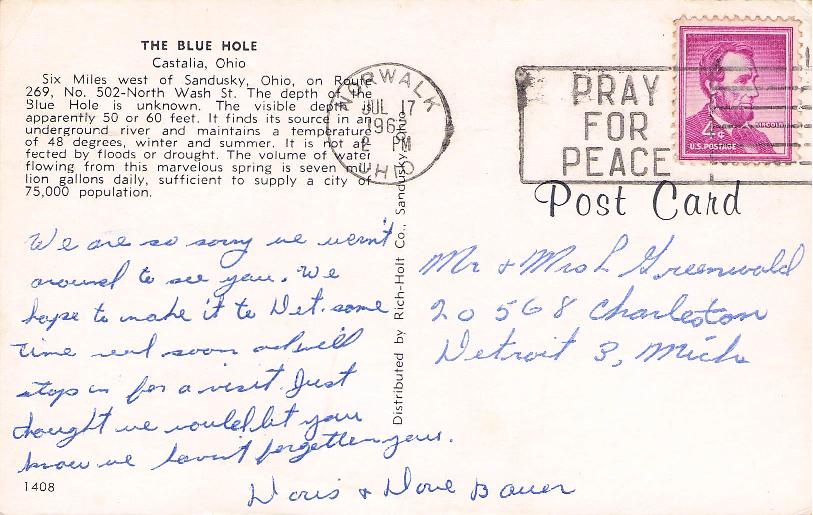 THE BLUE HOLE
Castalia, Ohio
Six Miles west of Sandusky, Ohio, on Route
269, No. 502-North Wash St. The depth of the
Blue Hole is unknown. The visible depth is
apparently 50 or 60 feet. It finds its source in an
underground river and maintains a temperature
of 48 degrees, winter and summer. It is not af-
fected by floods or drought. The volume of water
flowing from this marvelous spring is seven mil-
lion gallons daily, sufficient to supply a city of
75,000 population.
We are so sorry we wernt
around to see you. We
hope to make it to Det. some
time real soon and will
stop in for a visit. Just
thought we would let you
know we havent forgotten you.
Doris + Dove Bauer
1408
Distributed by Rich-Holt Co., Sandusky, Ohio
NORWALK
JUL 17
2 PM
OHIO
PRAY
FOR
PEACE
LINCOLN
4¢
U.S. POSTAGE
Post Card
Mr + Mrs L Greenwald
20568 Charleston
Detroit 3, Mich